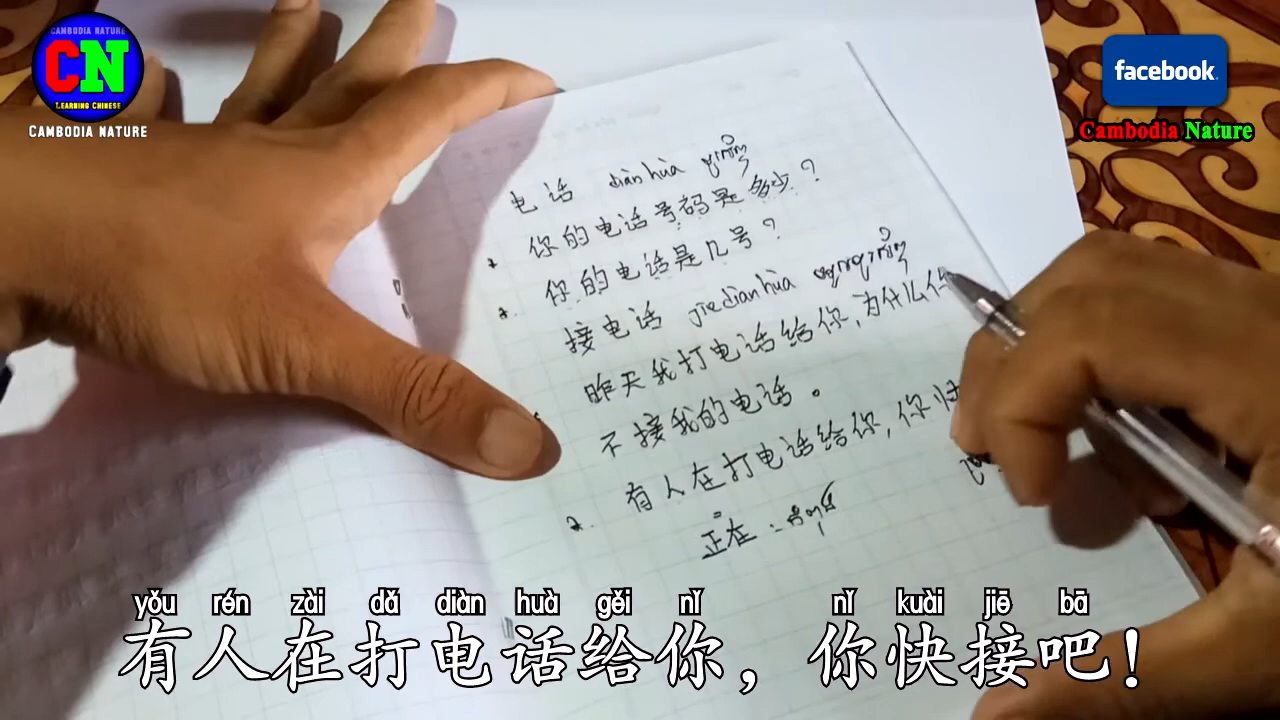 CAMBODIA NATURE
CN
LEARNING CHINESE
CAMBODIA NATURE
facebook
Cambodia Nature
电话 diàn huà
你的电话号码是多少?
你的电话是几号?
接电话 jiedianhuà
昨天我打电话给你,为什么你
不接我的电话。
2. 有人在打电话给你,你快
正在 :
yǒu rén zài dǎ diàn huà gěi nǐ nǐ kuài jiē bā
有人在打电话给你，你快接吧！